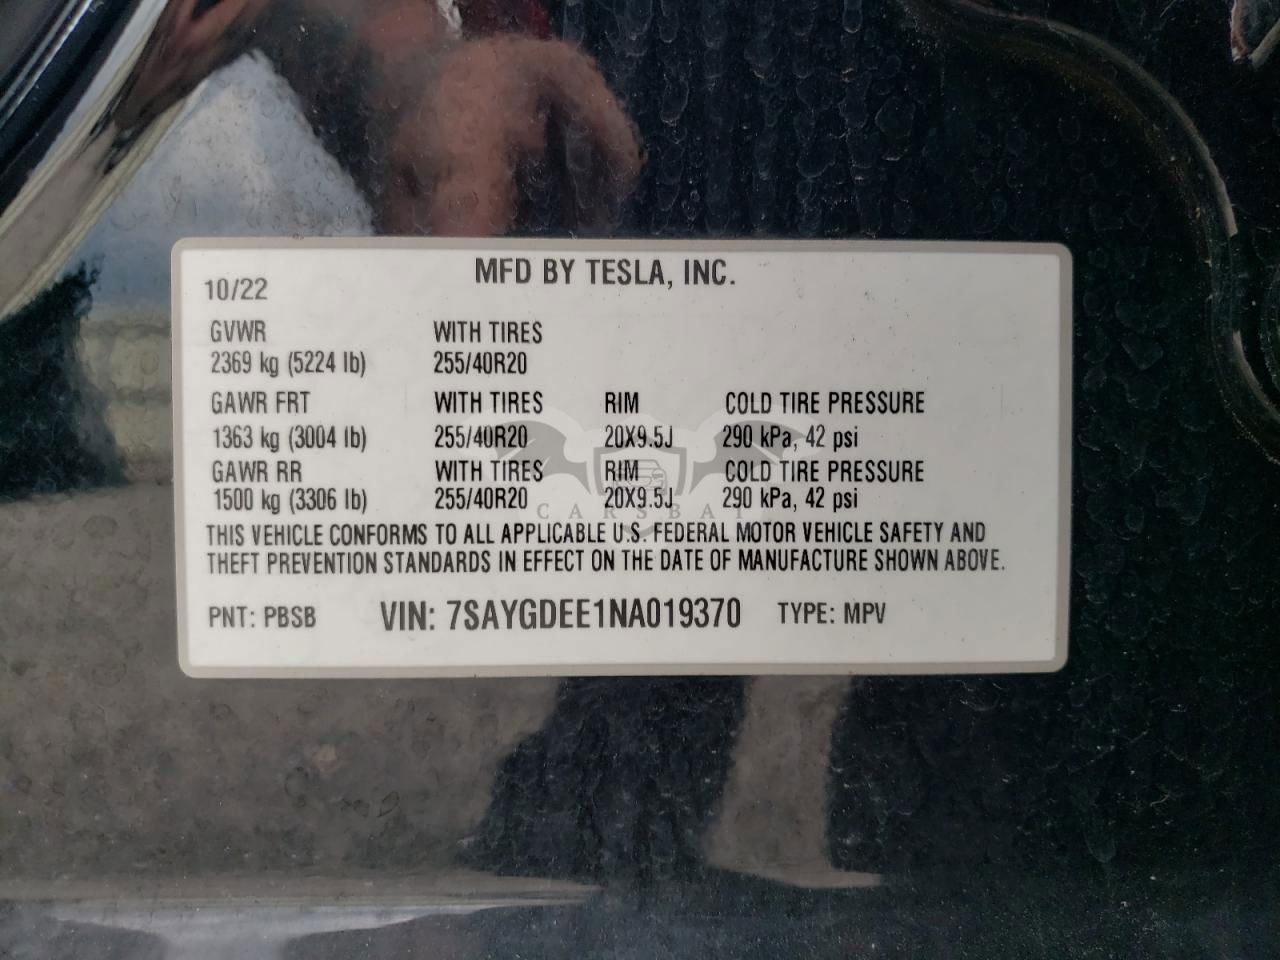 MFD BY TESLA, INC.
10/22
GVWR WITH TIRES
2369 kg (5224 lb) 255/40R20
GAWR FRT WITH TIRES RIM COLD TIRE PRESSURE
1363 kg (3004 lb) 255/40R20 20X9.5J 290 kPa, 42 psi
GAWR RR WITH TIRES RIM COLD TIRE PRESSURE
1500 kg (3306 lb) 255/40R20 20X9.5J 290 kPa, 42 psi
CARSBAT
THIS VEHICLE CONFORMS TO ALL APPLICABLE U.S. FEDERAL MOTOR VEHICLE SAFETY AND
THEFT PREVENTION STANDARDS IN EFFECT ON THE DATE OF MANUFACTURE SHOWN ABOVE.
PNT: PBSB VIN: 7SAYGDEE1NA019370 TYPE: MPV